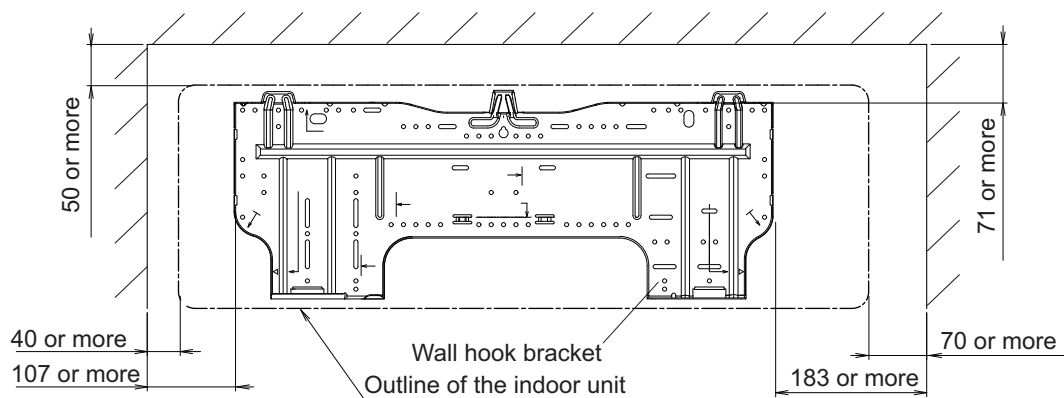 50 or more
71 or more
40 or more
107 or more
Wall hook bracket
Outline of the indoor unit
70 or more
183 or more